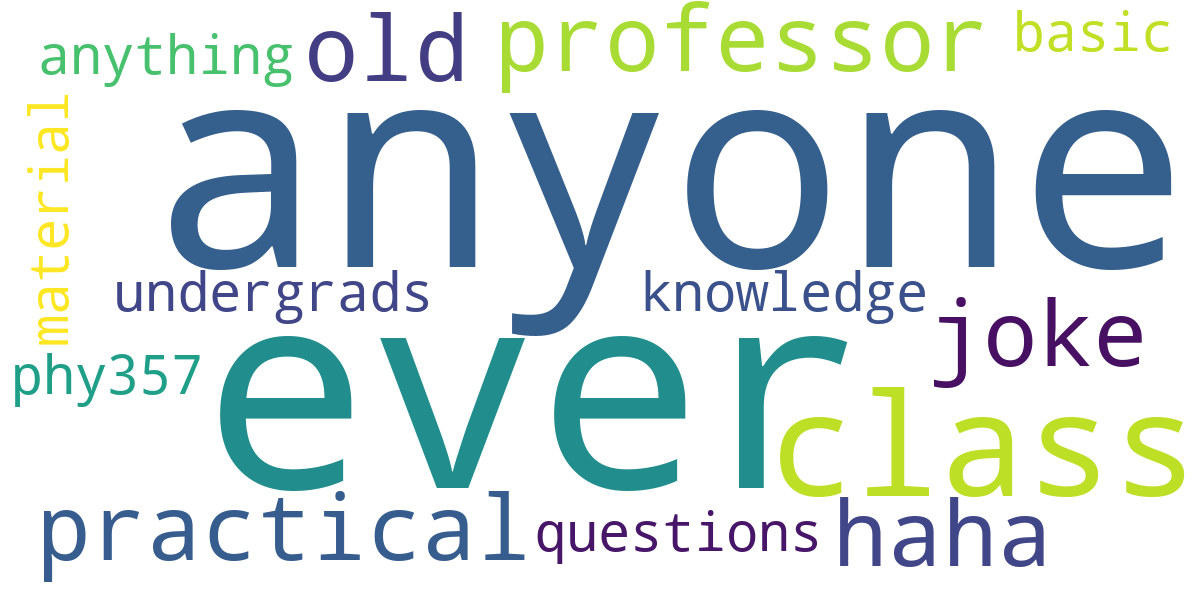 anything old professor basic
material
anyone
undergrads knowledge
joke
phy357
ever
class
practical questions haha